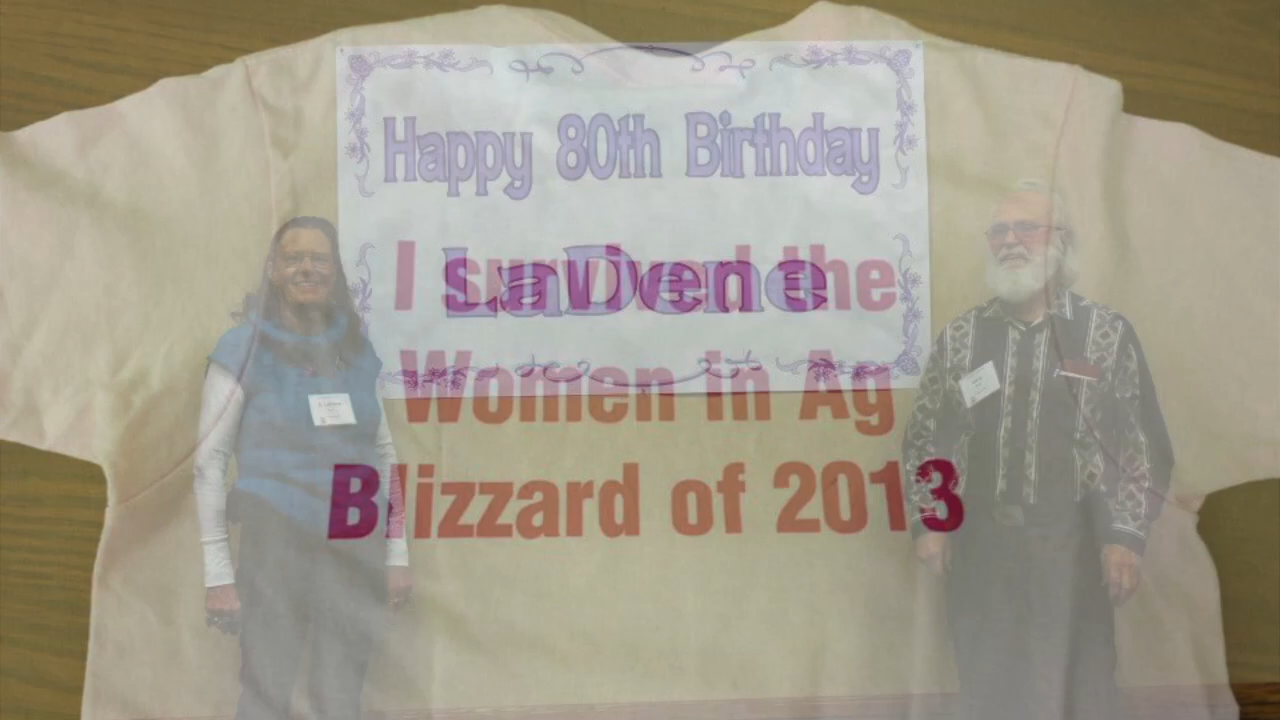 Happy 80th Birthday
LaDene
I survived the
Women in Ag
Blizzard of 2013